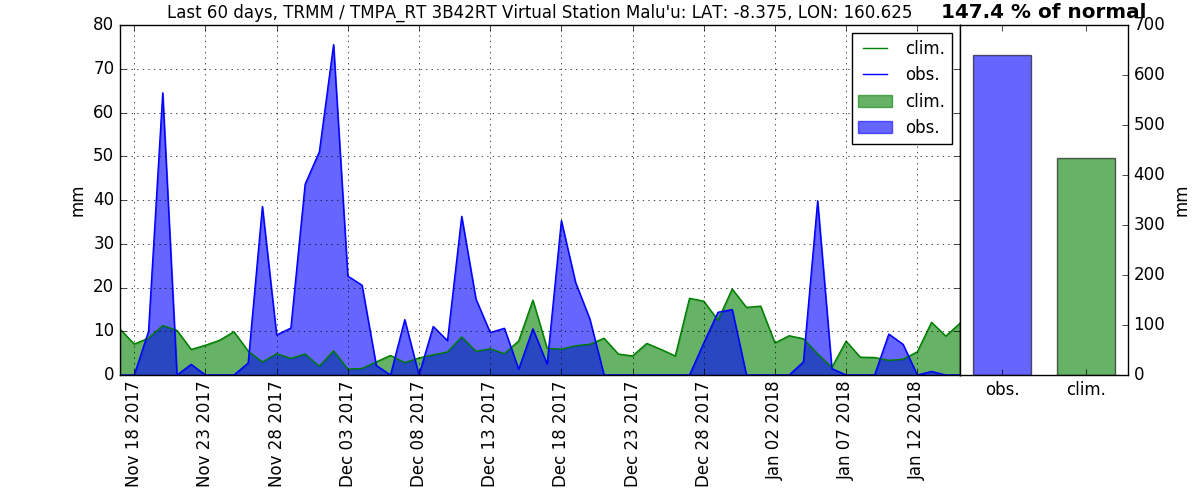 Last 60 days, TRMM / TMPA_RT 3B42RT Virtual Station Malu'u: LAT: -8.375, LON: 160.625
147.4 % of normal
80
70
60
50
40
30
20
10
0
mm
clim.
obs.
clim.
obs.
700
600
500
400
300
200
100
0
mm
Nov 18 2017
Nov 23 2017
Nov 28 2017
Dec 03 2017
Dec 08 2017
Dec 13 2017
Dec 18 2017
Dec 23 2017
Dec 28 2017
Jan 02 2018
Jan 07 2018
Jan 12 2018
obs.
clim.